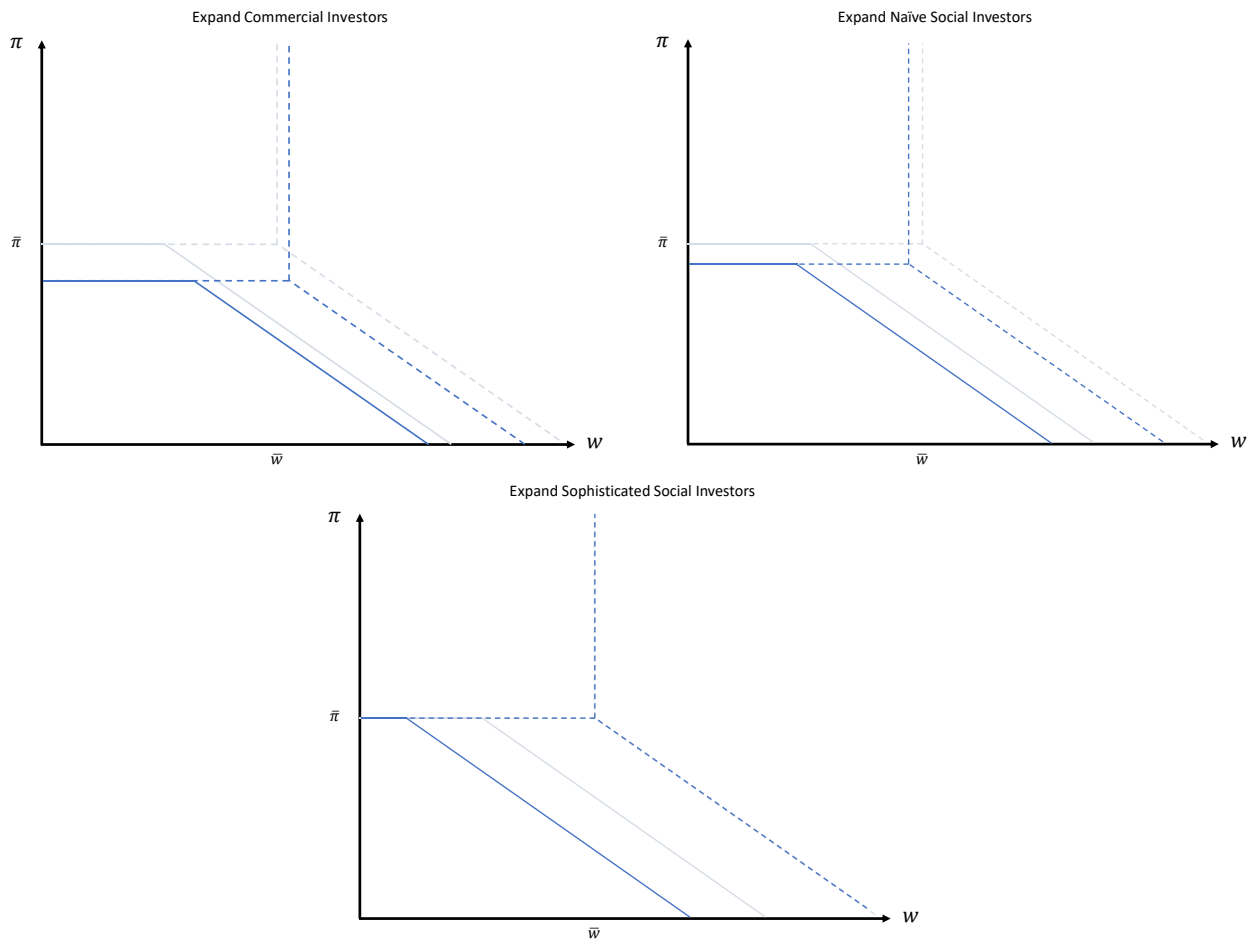 Expand Commercial Investors
π
π̄
w
w̄
Expand Naïve Social Investors
π
π̄
w
w̄
Expand Sophisticated Social Investors
π
π̄
w
w̄